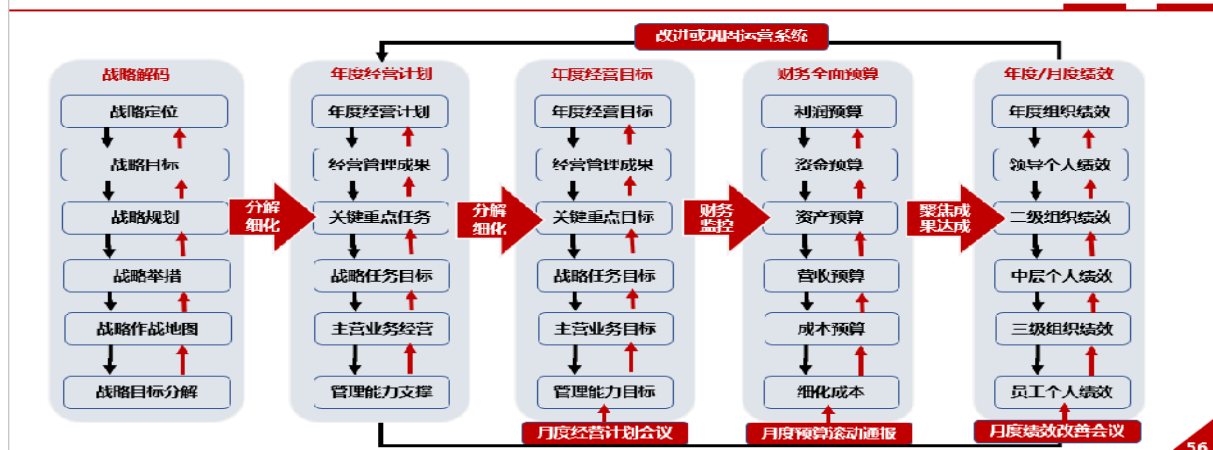 改进或巩固运营系统
战略解码
战略定位
战略目标
战略规划
战略举措
战略作战地图
战略目标分解
分解
细化
年度经营计划
年度经营计划
经营管理成果
关键重点任务
战略任务目标
主营业务经营
管理能力支撑
分解
细化
年度经营目标
年度经营目标
经营管理成果
关键重点目标
战略任务目标
主营业务目标
管理能力目标
月度经营计划会议
财务
监控
财务全面预算
利润预算
资金预算
资产预算
营收预算
成本预算
细化成本
月度预算滚动通报
聚焦成
果达成
年度/月度绩效
年度组织绩效
领导个人绩效
二级组织绩效
中层个人绩效
三级组织绩效
员工个人绩效
月度绩效改善会议
56